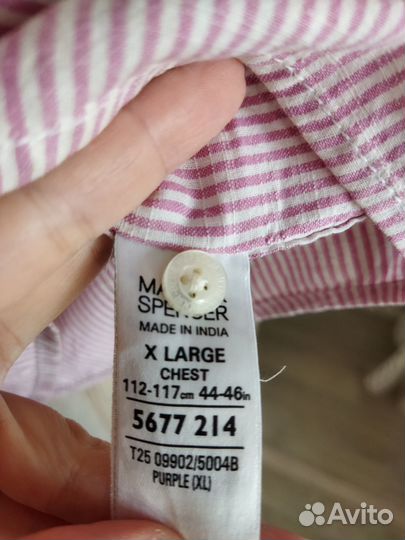 SPENCER
MADE IN INDIA
X LARGE
CHEST
112-117cm 44-46in
5677 214
T25 09902/5004B
PURPLE (XL)
Avito